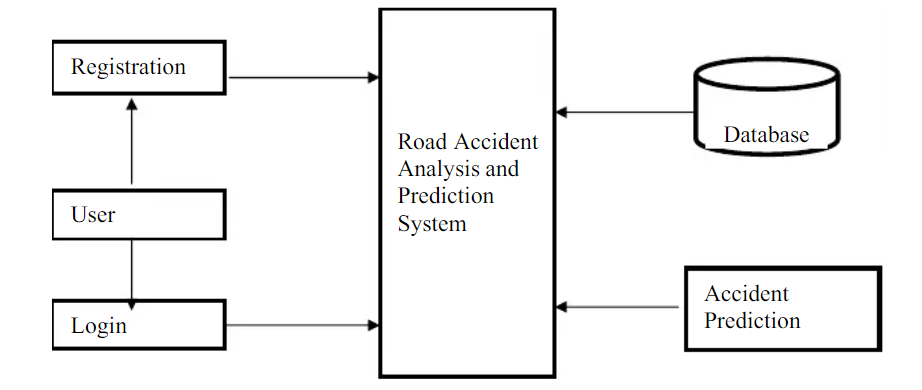 Registration
User
Login
Road Accident
Analysis and
Prediction
System
Database
Accident
Prediction